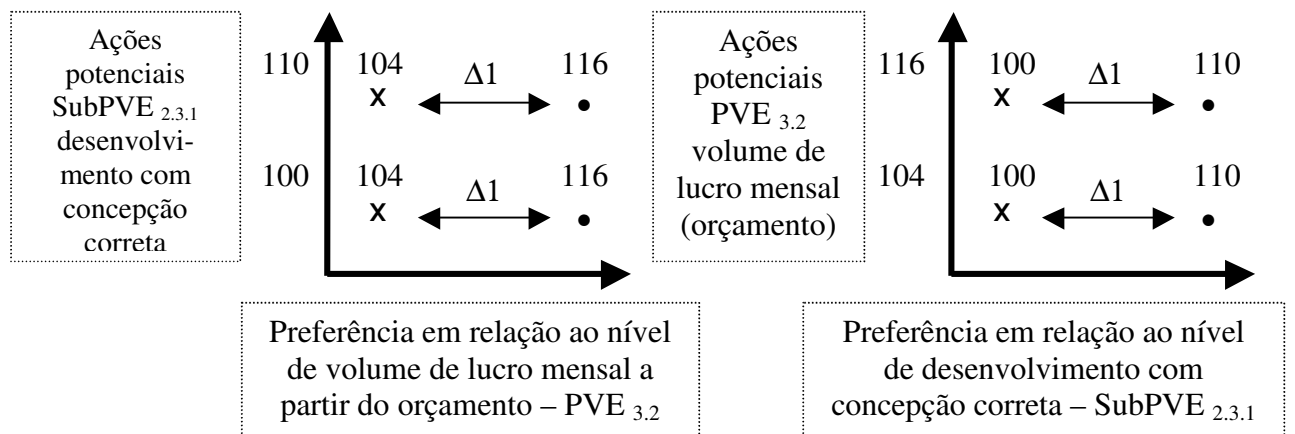 Ações
potenciais
SubPVE 2.3.1
desenvolvi-
mento com
concepção
correta
110 104 Δ1 116
x •
100 104 Δ1 116
x •
Preferência em relação ao nível
de volume de lucro mensal a
partir do orçamento – PVE 3.2
Ações
potenciais
PVE 3.2
volume de
lucro mensal
(orçamento)
116 100 Δ1 110
x •
104 100 Δ1 110
x •
Preferência em relação ao nível
de desenvolvimento com
concepção correta – SubPVE 2.3.1